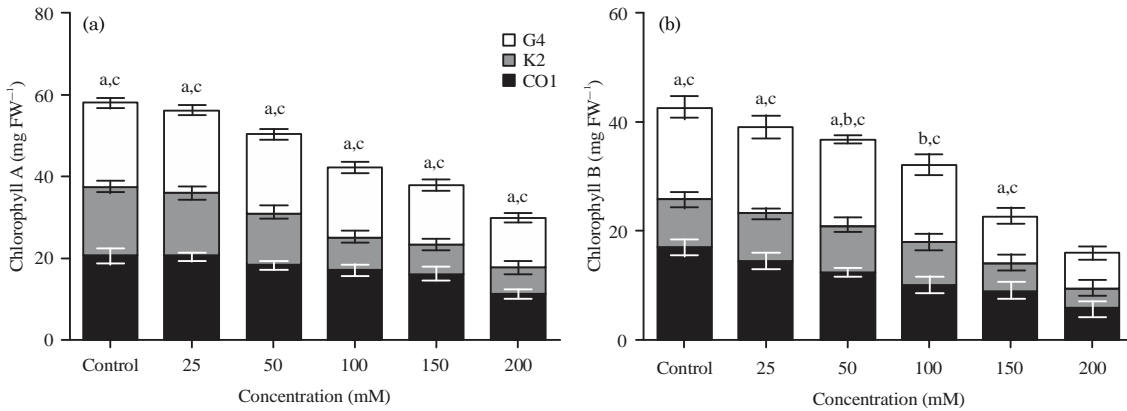 (a)
G4
K2
CO1
Chlorophyll A (mg FW⁻¹)
80
60
40
20
0
a,c
a,c
a,c
a,c
a,c
a,c
Control
25
50
100
150
200
Concentration (mM)
(b)
Chlorophyll B (mg FW⁻¹)
60
40
20
0
a,c
a,c
a,b,c
b,c
a,c
Control
25
50
100
150
200
Concentration (mM)